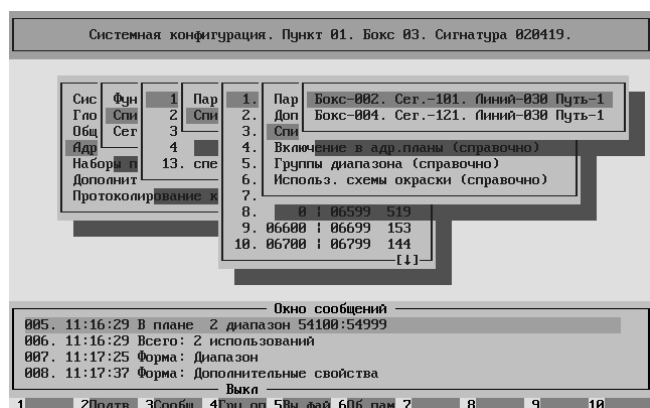 Системная конфигурация. Пункт 01. Бокс 03. Сигнатура 020419.
Сис Фун 1 Пар 1. Пар Бокс-002. Сег.-101. Линий-030 Путь-1
Гло Спи 2 Спи 2. Доп Бокс-004. Сег.-121. Линий-030 Путь-1
Общ Сег 3 3. Спи
Адр 4 4. Включение в адр.планы (справочно)
Наборы п 13. спе 5. Группы диапазона (справочно)
Дополнит 6. Использ. схемы окраски (справочно)
Протоколирование к 7.
8. 0 ¦ 06599 519
9. 06600 ¦ 06699 153
10. 06700 ¦ 06799 144
[↓]
Окно сообщений
005. 11:16:29 В плане 2 диапазон 54100:54999
006. 11:16:29 Всего: 2 использований
007. 11:17:25 Форма: Диапазон
008. 11:17:37 Форма: Дополнительные свойства
Выкл
1 2Подтв 3Сообщ 4Гру.оп 5Вы.фай 6Об.пам 7 8 9 10